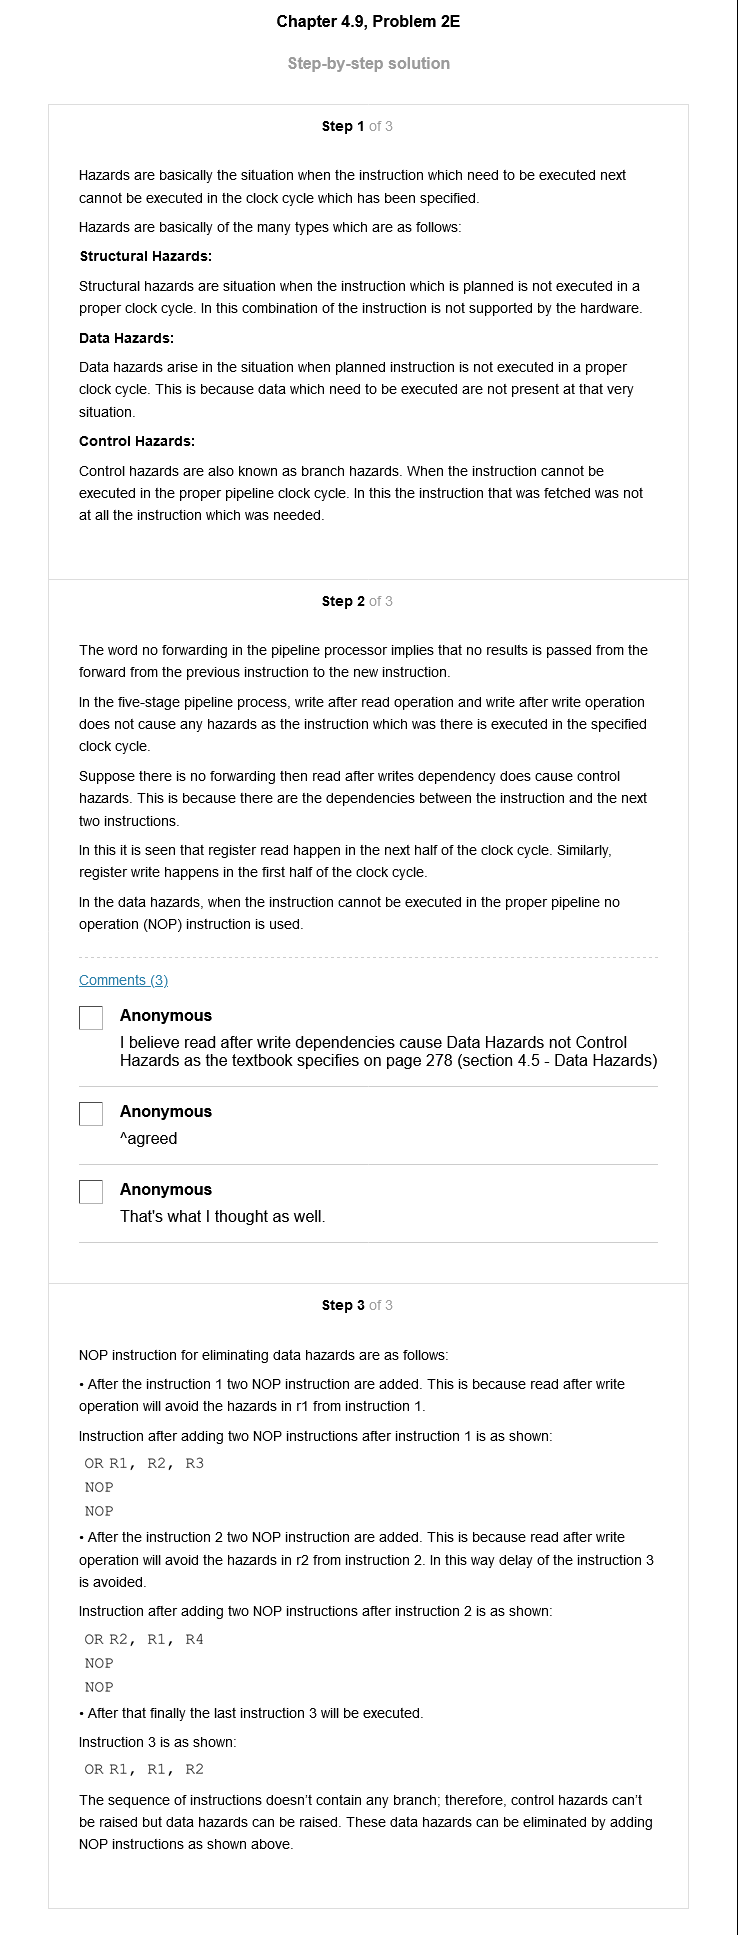 Chapter 4.9, Problem 2E
Step-by-step solution
Step 1 of 3
Hazards are basically the situation when the instruction which need to be executed next
cannot be executed in the clock cycle which has been specified.
Hazards are basically of the many types which are as follows:
Structural Hazards:
Structural hazards are situation when the instruction which is planned is not executed in a
proper clock cycle. In this combination of the instruction is not supported by the hardware.
Data Hazards:
Data hazards arise in the situation when planned instruction is not executed in a proper
clock cycle. This is because data which need to be executed are not present at that very
situation.
Control Hazards:
Control hazards are also known as branch hazards. When the instruction cannot be
executed in the proper pipeline clock cycle. In this the instruction that was fetched was not
at all the instruction which was needed.
Step 2 of 3
The word no forwarding in the pipeline processor implies that no results is passed from the
forward from the previous instruction to the new instruction.
In the five-stage pipeline process, write after read operation and write after write operation
does not cause any hazards as the instruction which was there is executed in the specified
clock cycle.
Suppose there is no forwarding then read after writes dependency does cause control
hazards. This is because there are the dependencies between the instruction and the next
two instructions.
In this it is seen that register read happen in the next half of the clock cycle. Similarly,
register write happens in the first half of the clock cycle.
In the data hazards, when the instruction cannot be executed in the proper pipeline no
operation (NOP) instruction is used.
Comments (3)
Anonymous
I believe read after write dependencies cause Data Hazards not Control
Hazards as the textbook specifies on page 278 (section 4.5 - Data Hazards)
Anonymous
^agreed
Anonymous
That's what I thought as well.
Step 3 of 3
NOP instruction for eliminating data hazards are as follows:
• After the instruction 1 two NOP instruction are added. This is because read after write
operation will avoid the hazards in r1 from instruction 1.
Instruction after adding two NOP instructions after instruction 1 is as shown:
OR R1, R2, R3
NOP
NOP
• After the instruction 2 two NOP instruction are added. This is because read after write
operation will avoid the hazards in r2 from instruction 2. In this way delay of the instruction 3
is avoided.
Instruction after adding two NOP instructions after instruction 2 is as shown:
OR R2, R1, R4
NOP
NOP
• After that finally the last instruction 3 will be executed.
Instruction 3 is as shown:
OR R1, R1, R2
The sequence of instructions doesn't contain any branch; therefore, control hazards can't
be raised but data hazards can be raised. These data hazards can be eliminated by adding
NOP instructions as shown above.